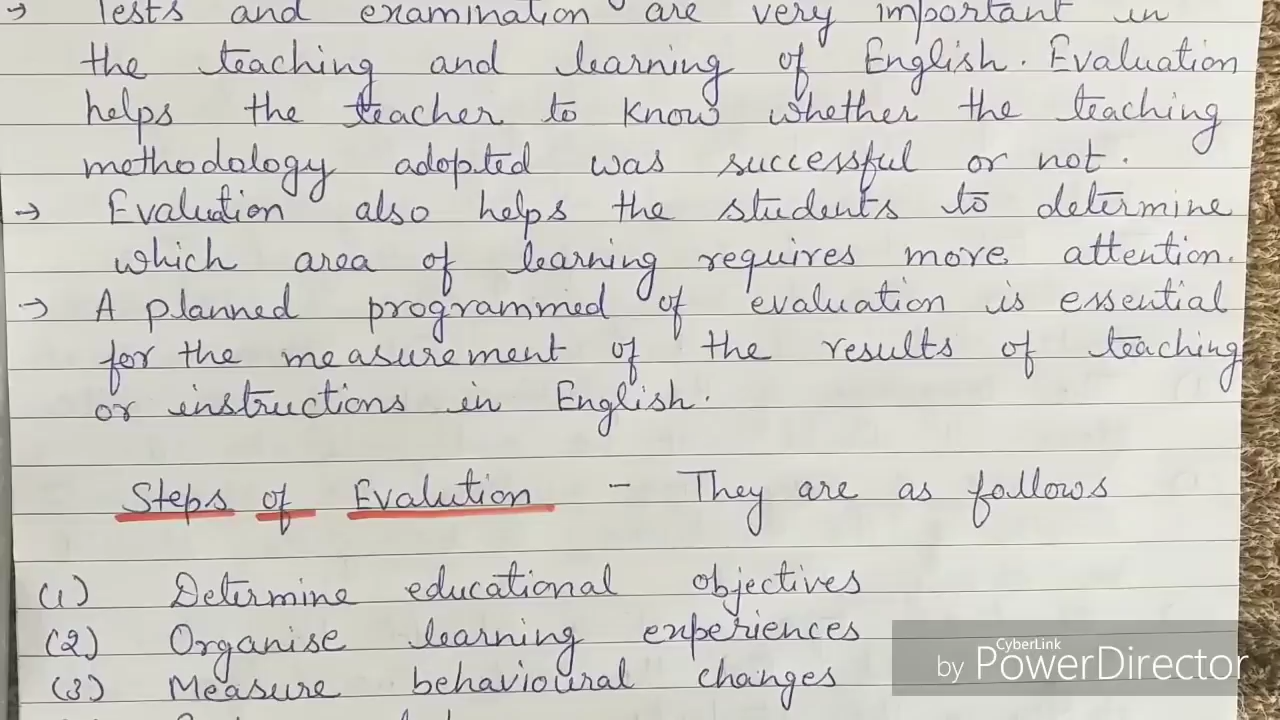 → Tests and examination are very important in
the teaching and learning of English. Evaluation
helps the teacher to know whether the teaching
methodology adopted was successful or not.
→ Evalution also helps the students to determine
which area of learning requires more attention.
→ A planned programmed of evaluation is essential
for the measurement of the results of teaching
or instructions in English.
Steps of Evalution - They are as follows
(1) Determine educational objectives
(2) Organise learning experiences
(3) Measure behavioural changes
CyberLink
by PowerDirector